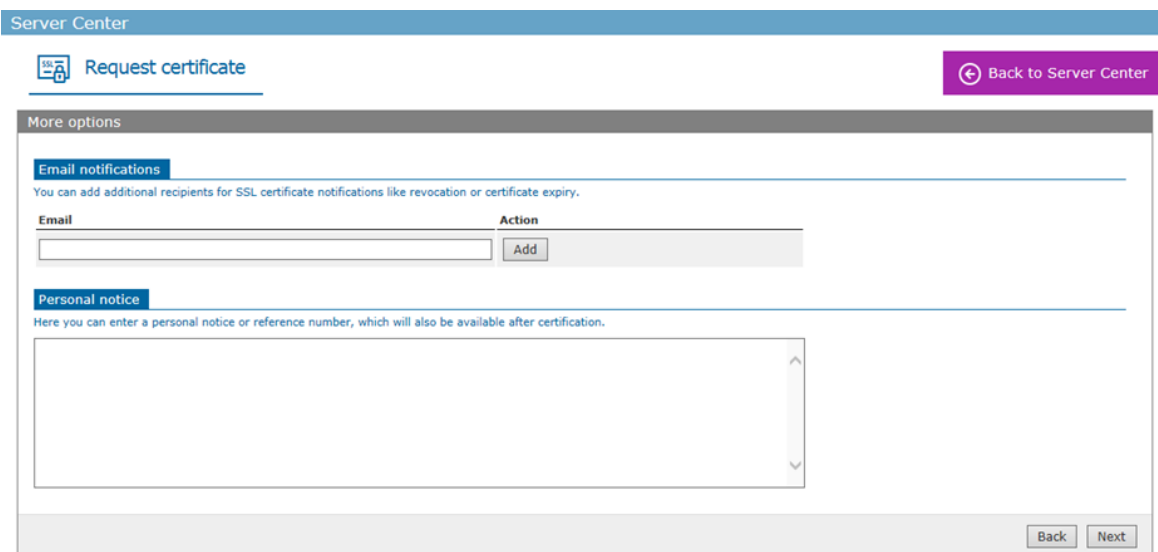 Server Center
SSL
Request certificate
Back to Server Center
More options
Email notifications
You can add additional recipients for SSL certificate notifications like revocation or certificate expiry.
Email Action
Add
Personal notice
Here you can enter a personal notice or reference number, which will also be available after certification.
Back Next